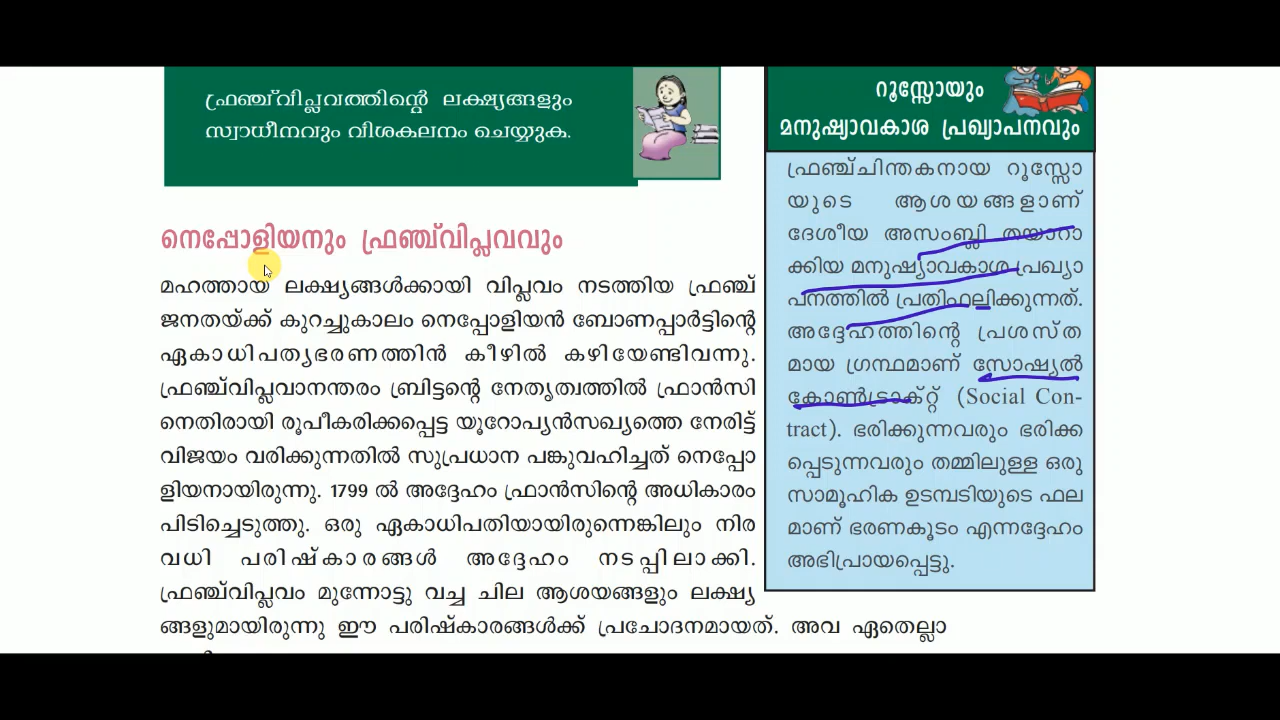 ഫ്രഞ്ച്‌വിപ്ലവത്തിന്റെ ലക്ഷ്യങ്ങളും
സ്വാധീനവും വിശകലനം ചെയ്യുക.
നെപ്പോളിയനും ഫ്രഞ്ച്‌വിപ്ലവവും
മഹത്തായ ലക്ഷ്യങ്ങൾക്കായി വിപ്ലവം നടത്തിയ ഫ്രഞ്ച്
ജനതയ്ക്ക് കുറച്ചുകാലം നെപ്പോളിയൻ ബോണപ്പാർട്ടിന്റെ
ഏകാധിപത്യഭരണത്തിൻ കീഴിൽ കഴിയേണ്ടിവന്നു.
ഫ്രഞ്ച്‌വിപ്ലവാനന്തരം ബ്രിട്ടന്റെ നേതൃത്വത്തിൽ ഫ്രാൻസി
നെതിരായി രൂപീകരിക്കപ്പെട്ട യൂറോപ്യൻസഖ്യത്തെ നേരിട്ട്
വിജയം വരിക്കുന്നതിൽ സുപ്രധാന പങ്കുവഹിച്ചത് നെപ്പോ
ളിയനായിരുന്നു. 1799 ൽ അദ്ദേഹം ഫ്രാൻസിന്റെ അധികാരം
പിടിച്ചെടുത്തു. ഒരു ഏകാധിപതിയായിരുന്നെങ്കിലും നിര
വധി പരിഷ്കാരങ്ങൾ അദ്ദേഹം നടപ്പിലാക്കി.
ഫ്രഞ്ച്‌വിപ്ലവം മുന്നോട്ടു വച്ച ചില ആശയങ്ങളും ലക്ഷ്യ
ങ്ങളുമായിരുന്നു ഈ പരിഷ്കാരങ്ങൾക്ക് പ്രചോദനമായത്. അവ ഏതെല്ലാ
റൂസ്സോയും
മനുഷ്യാവകാശ പ്രഖ്യാപനവും
ഫ്രഞ്ച്ചിന്തകനായ റൂസ്സോ
യുടെ ആശയങ്ങളാണ്
ദേശീയ അസംബ്ലി തയാറാ
ക്കിയ മനുഷ്യാവകാശ പ്രഖ്യാ
പനത്തിൽ പ്രതിഫലിക്കുന്നത്.
അദ്ദേഹത്തിന്റെ പ്രശസ്ത
മായ ഗ്രന്ഥമാണ് സോഷ്യൽ
കോൺട്രാക്റ്റ് (Social Con-
tract). ഭരിക്കുന്നവരും ഭരിക്ക
പ്പെടുന്നവരും തമ്മിലുള്ള ഒരു
സാമൂഹിക ഉടമ്പടിയുടെ ഫല
മാണ് ഭരണകൂടം എന്നദ്ദേഹം
അഭിപ്രായപ്പെട്ടു.